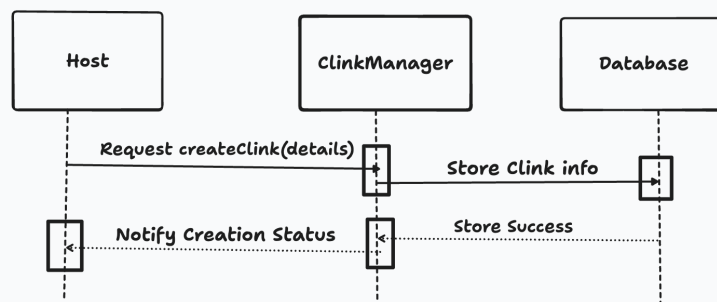 Host
ClinkManager
Database
Request createClink(details)
Store Clink info
Notify Creation Status
Store Success